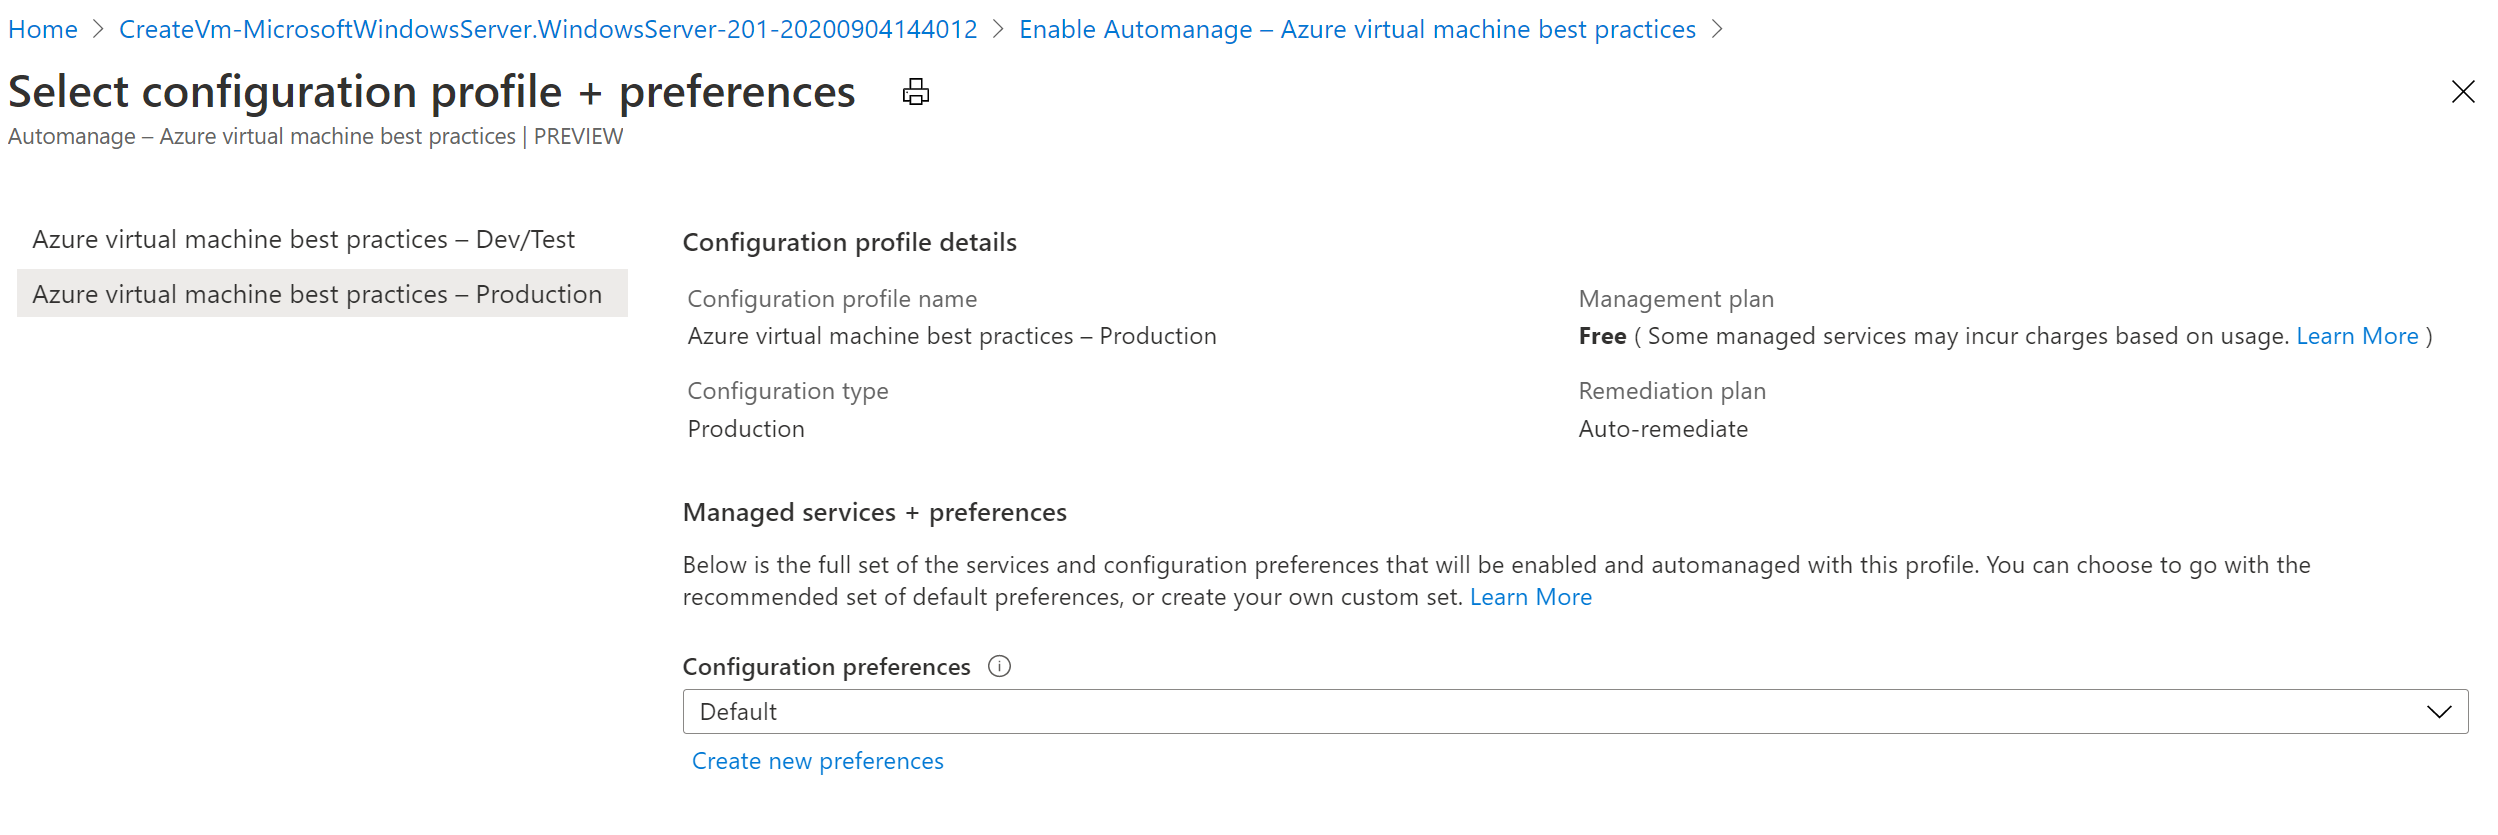 Home > CreateVm-MicrosoftWindowsServer.WindowsServer-201-20200904144012 > Enable Automanage – Azure virtual machine best practices >
Select configuration profile + preferences
Automanage – Azure virtual machine best practices | PREVIEW
Azure virtual machine best practices – Dev/Test
Azure virtual machine best practices – Production
Configuration profile details
Configuration profile name
Azure virtual machine best practices – Production
Management plan
Free ( Some managed services may incur charges based on usage. Learn More )
Configuration type
Production
Remediation plan
Auto-remediate
Managed services + preferences
Below is the full set of the services and configuration preferences that will be enabled and automanaged with this profile. You can choose to go with the
recommended set of default preferences, or create your own custom set. Learn More
Configuration preferences
Default
Create new preferences